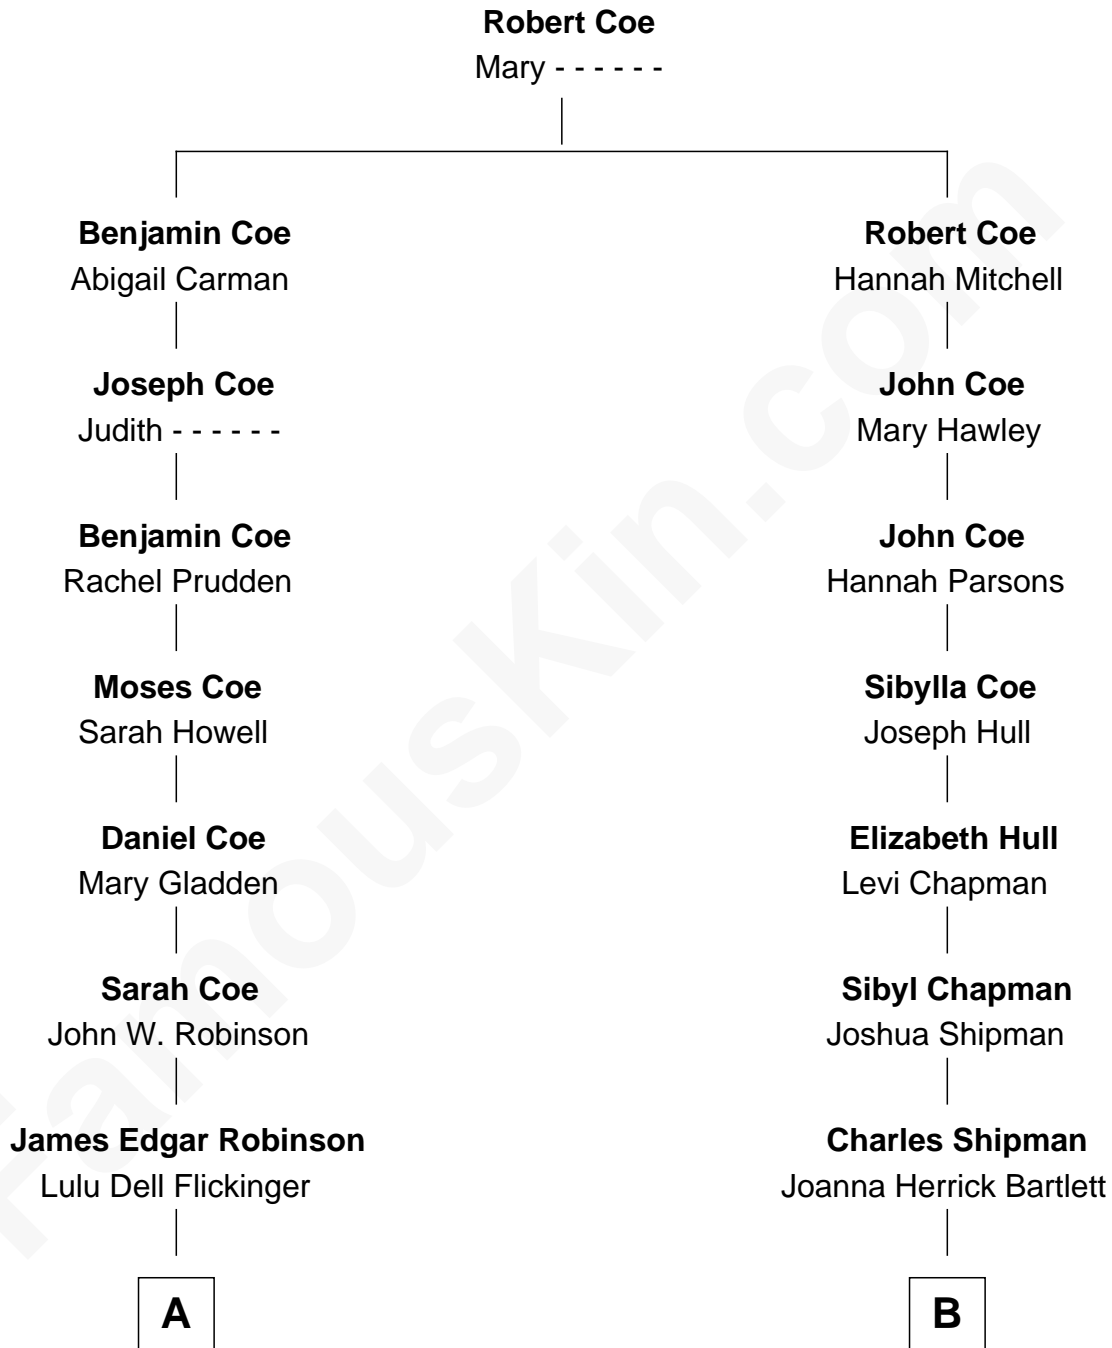 Robert Coe
Mary - - - - - -
Benjamin Coe
Abigail Carman
Robert Coe
Hannah Mitchell
Joseph Coe
Judith - - - - - -
John Coe
Mary Hawley
Benjamin Coe
Rachel Prudden
John Coe
Hannah Parsons
Moses Coe
Sarah Howell
Sibylla Coe
Joseph Hull
Daniel Coe
Mary Gladden
Elizabeth Hull
Levi Chapman
Sarah Coe
John W. Robinson
Sibyl Chapman
Joshua Shipman
James Edgar Robinson
Lulu Dell Flickinger
Charles Shipman
Joanna Herrick Bartlett
A
B
FamousKin.com